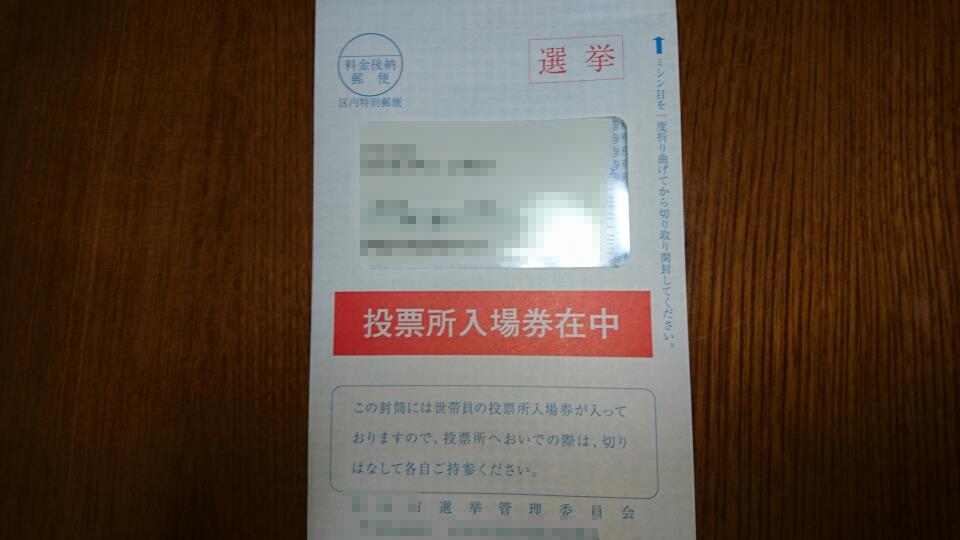 料金後納
郵便
区内特別郵便
選挙
↑ミシン目を一度折り曲げてから切り取り開封してください。
投票所入場券在中
この封筒には世帯員の投票所入場券が入って
おりますので、投票所へおいでの際は、切り
はなして各自ご持参ください。
市選挙管理委員会